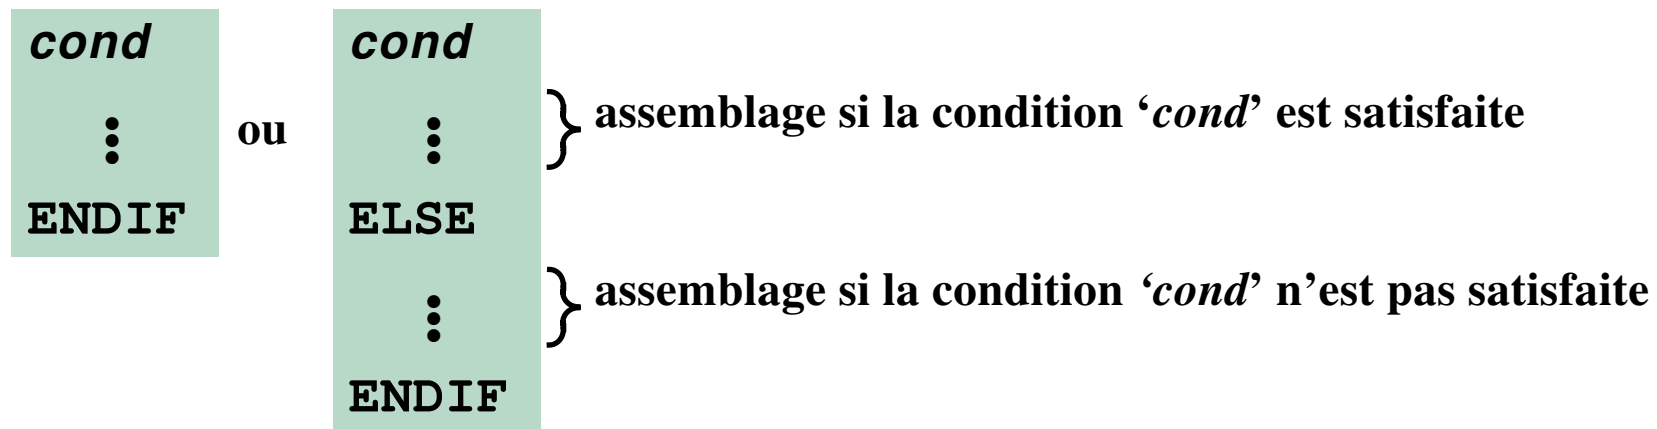 cond
⋮
ENDIF
ou
cond
⋮
assemblage si la condition ‘cond’ est satisfaite
ELSE
⋮
assemblage si la condition ‘cond’ n’est pas satisfaite
ENDIF